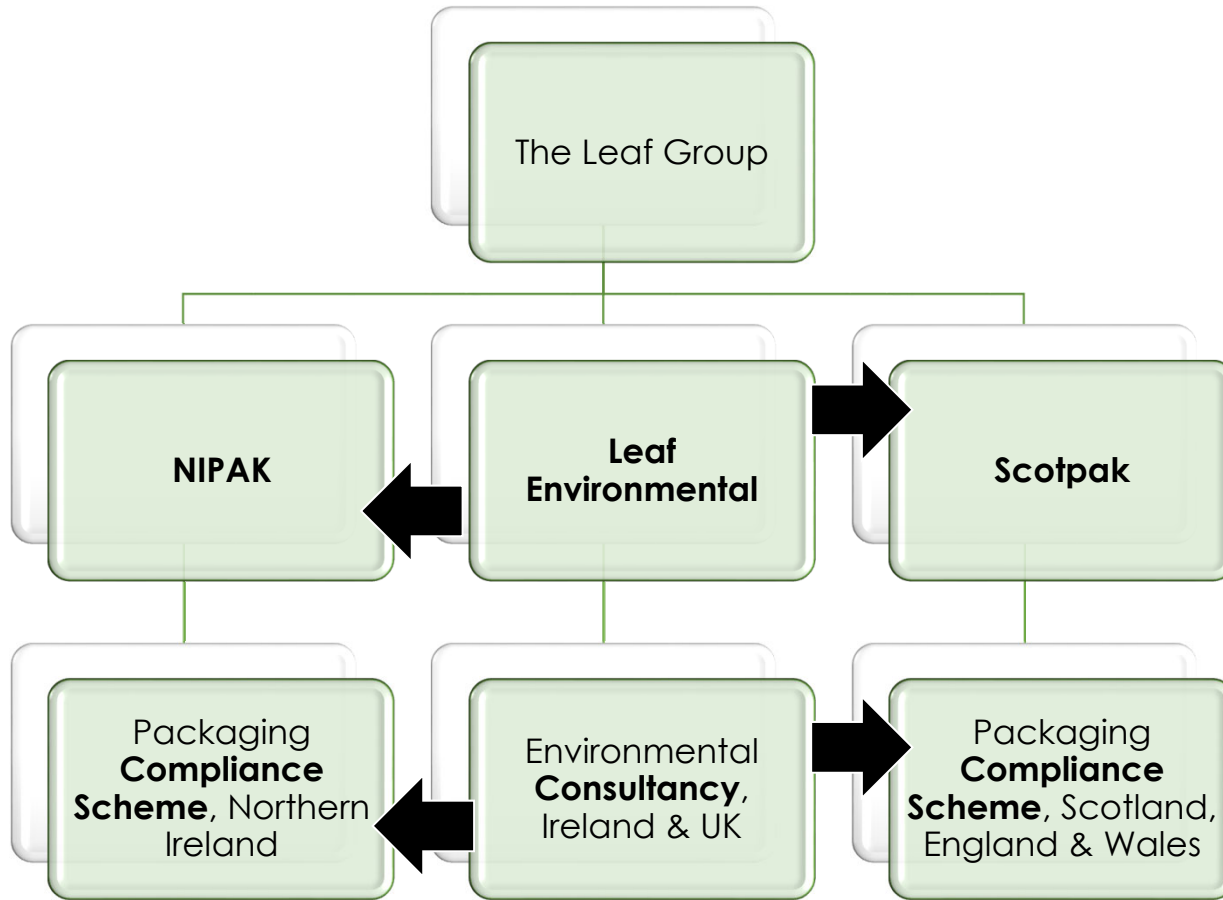 The Leaf Group
NIPAK
Leaf
Environmental
Scotpak
Packaging
Compliance
Scheme, Northern
Ireland
Environmental
Consultancy,
Ireland & UK
Packaging
Compliance
Scheme, Scotland,
England & Wales